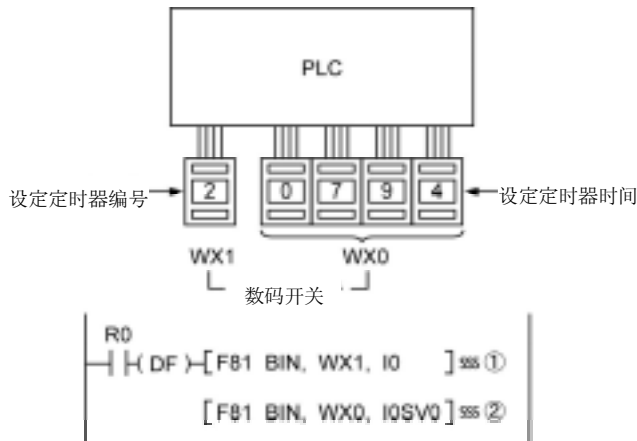 PLC
设定定时器编号
2
0 7 9 4
设定定时器时间
WX1
WX0
数码开关
R0
( DF ) [ F81 BIN, WX1, I0 ] ①
[ F81 BIN, WX0, I0SV0 ] ②